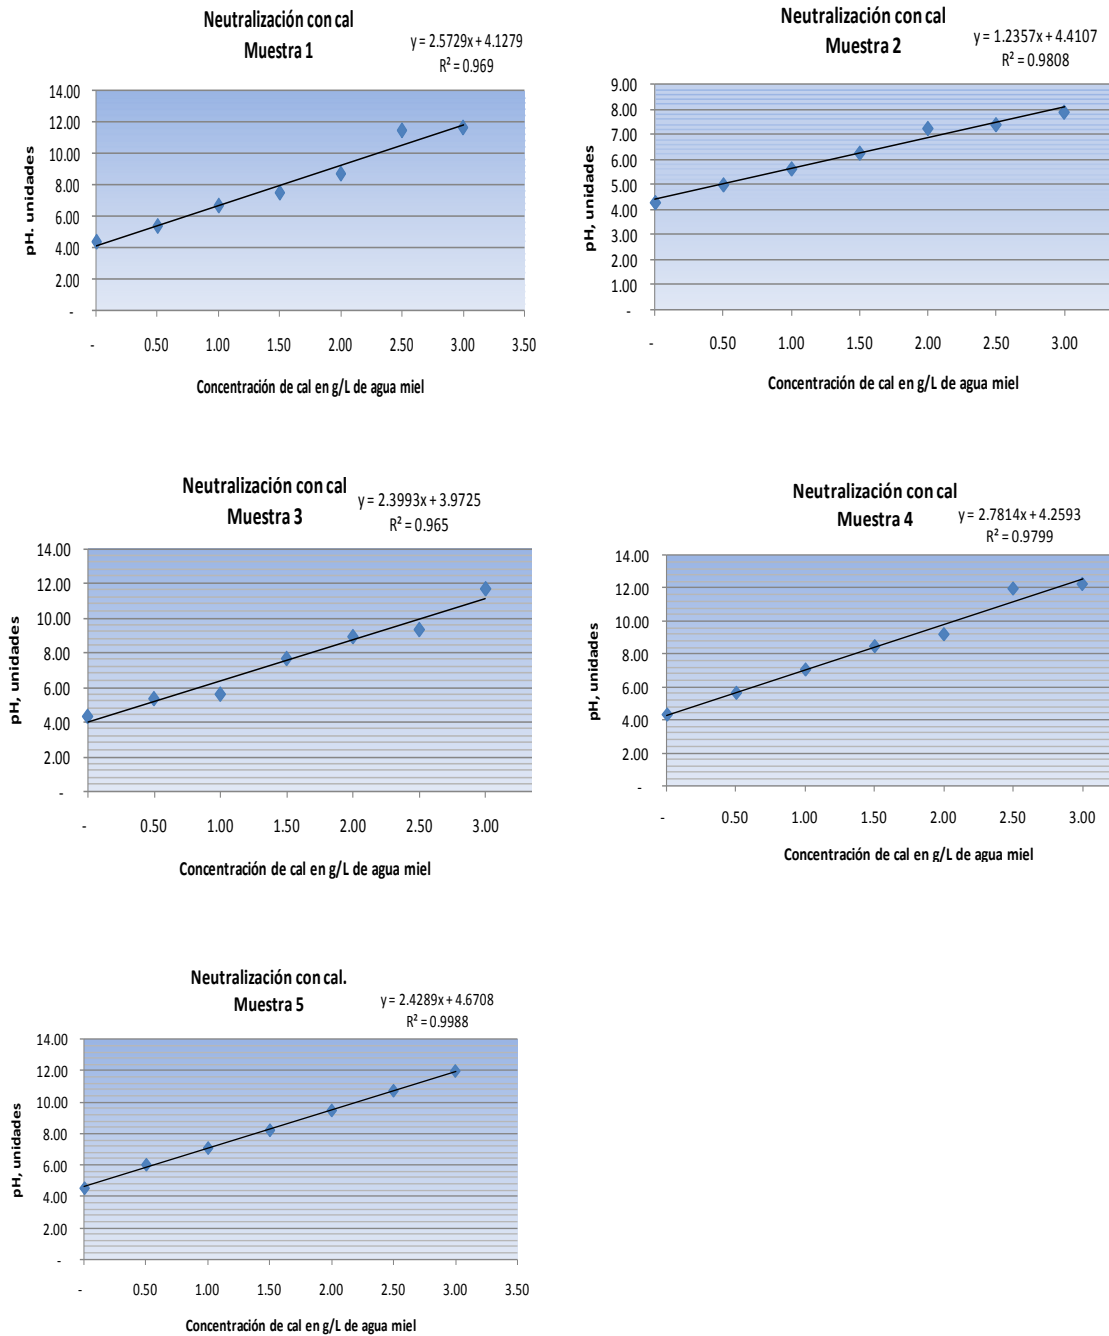 Neutralización con cal
Muestra 1
y = 2.5729x + 4.1279
R² = 0.969
14.00
12.00
10.00
8.00
6.00
4.00
2.00
-
pH. unidades
- 0.50 1.00 1.50 2.00 2.50 3.00 3.50
Concentración de cal en g/L de agua miel
Neutralización con cal
Muestra 2
y = 1.2357x + 4.4107
R² = 0.9808
9.00
8.00
7.00
6.00
5.00
4.00
3.00
2.00
1.00
-
pH, unidades
- 0.50 1.00 1.50 2.00 2.50 3.00
Concentración de cal en g/L de agua miel
Neutralización con cal
Muestra 3
y = 2.3993x + 3.9725
R² = 0.965
14.00
12.00
10.00
8.00
6.00
4.00
2.00
-
pH, unidades
- 0.50 1.00 1.50 2.00 2.50 3.00
Concentración de cal en g/L de agua miel
Neutralización con cal
Muestra 4
y = 2.7814x + 4.2593
R² = 0.9799
14.00
12.00
10.00
8.00
6.00
4.00
2.00
-
pH, unidades
- 0.50 1.00 1.50 2.00 2.50 3.00
Concentración de cal en g/L de agua miel
Neutralización con cal.
Muestra 5
y = 2.4289x + 4.6708
R² = 0.9988
14.00
12.00
10.00
8.00
6.00
4.00
2.00
-
pH, unidades
- 0.50 1.00 1.50 2.00 2.50 3.00 3.50
Concentración de cal en g/L de agua miel